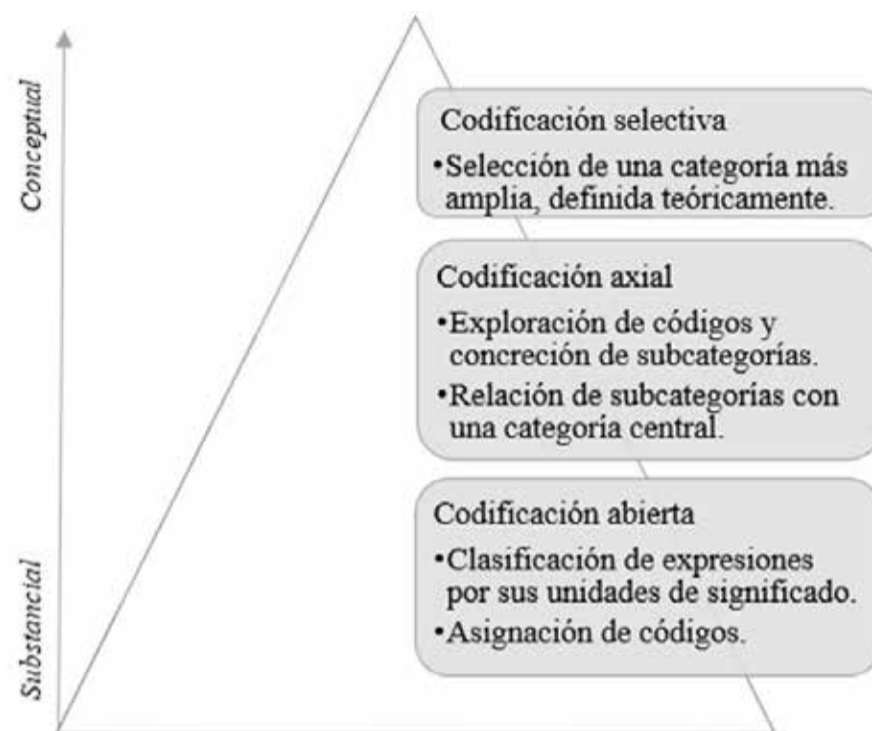 Conceptual
Codificación selectiva
•Selección de una categoría más
amplia, definida teóricamente.
Codificación axial
•Exploración de códigos y
concreción de subcategorías.
•Relación de subcategorías con
una categoría central.
Codificación abierta
•Clasificación de expresiones
por sus unidades de significado.
•Asignación de códigos.
Substancial